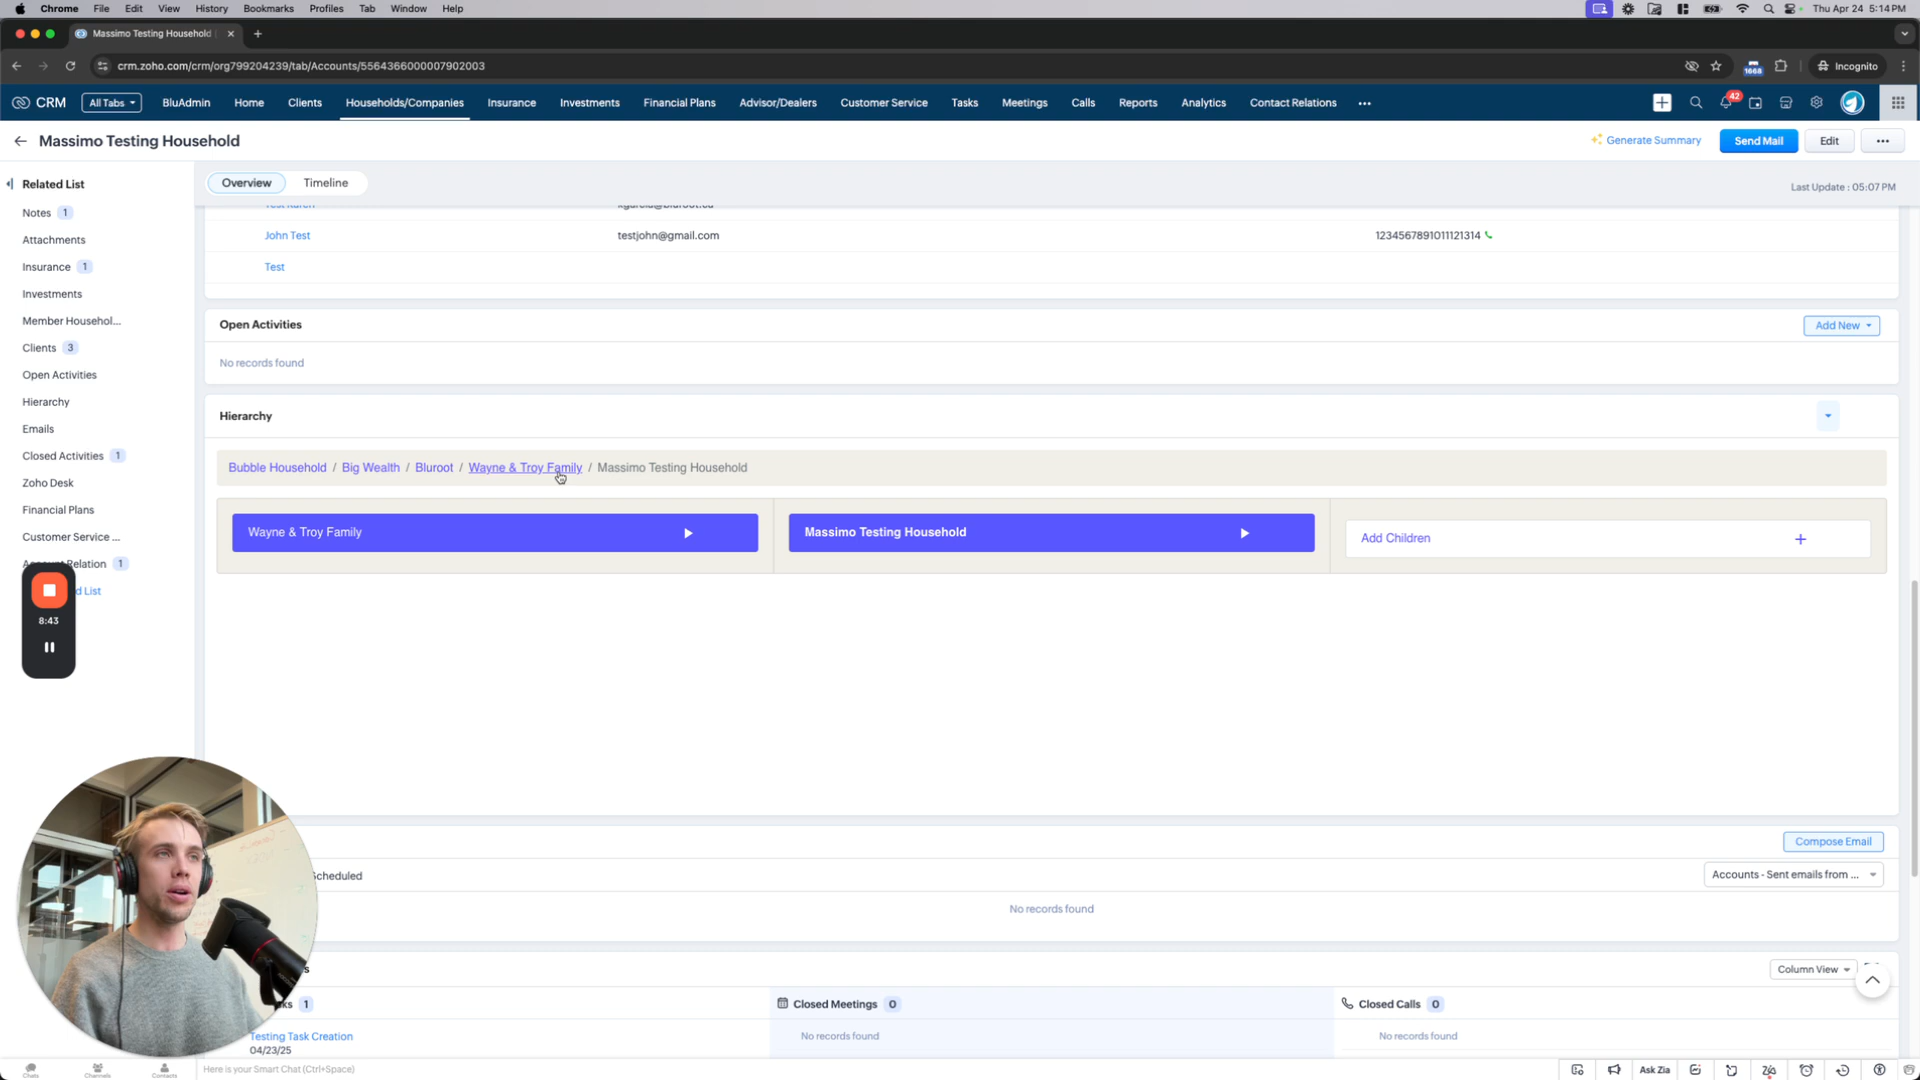 Chrome File Edit View History Bookmarks Profiles Tab Window Help Thu Apr 24 5:14 PM
Massimo Testing Household
crm.zoho.com/crm/org799204239/tab/Accounts/5564366000007902003 1668 Incognito
CRM All Tabs BluAdmin Home Clients Households/Companies Insurance Investments Financial Plans Advisor/Dealers Customer Service Tasks Meetings Calls Reports Analytics Contact Relations ... 42
Massimo Testing Household Generate Summary Send Mail Edit ...
Related List Overview Timeline Last Update : 05:07 PM
Notes 1
Attachments
Insurance 1
Investments
Member Househol...
Clients 3
Open Activities
Hierarchy
Emails
Closed Activities 1
Zoho Desk
Financial Plans
Customer Service ...
Relation 1
d List
8:43
John Test testjohn@gmail.com 1234567891011121314
Test
Open Activities Add New
No records found
Hierarchy
Bubble Household / Big Wealth / Bluroot / Wayne & Troy Family / Massimo Testing Household
Wayne & Troy Family Massimo Testing Household Add Children +
Compose Email
Scheduled Accounts - Sent emails from ...
No records found
Column View
1 Closed Meetings 0 Closed Calls 0
Testing Task Creation No records found No records found
04/23/25
Chats Channels Contacts Here is your Smart Chat (Ctrl+Space) Ask Zia